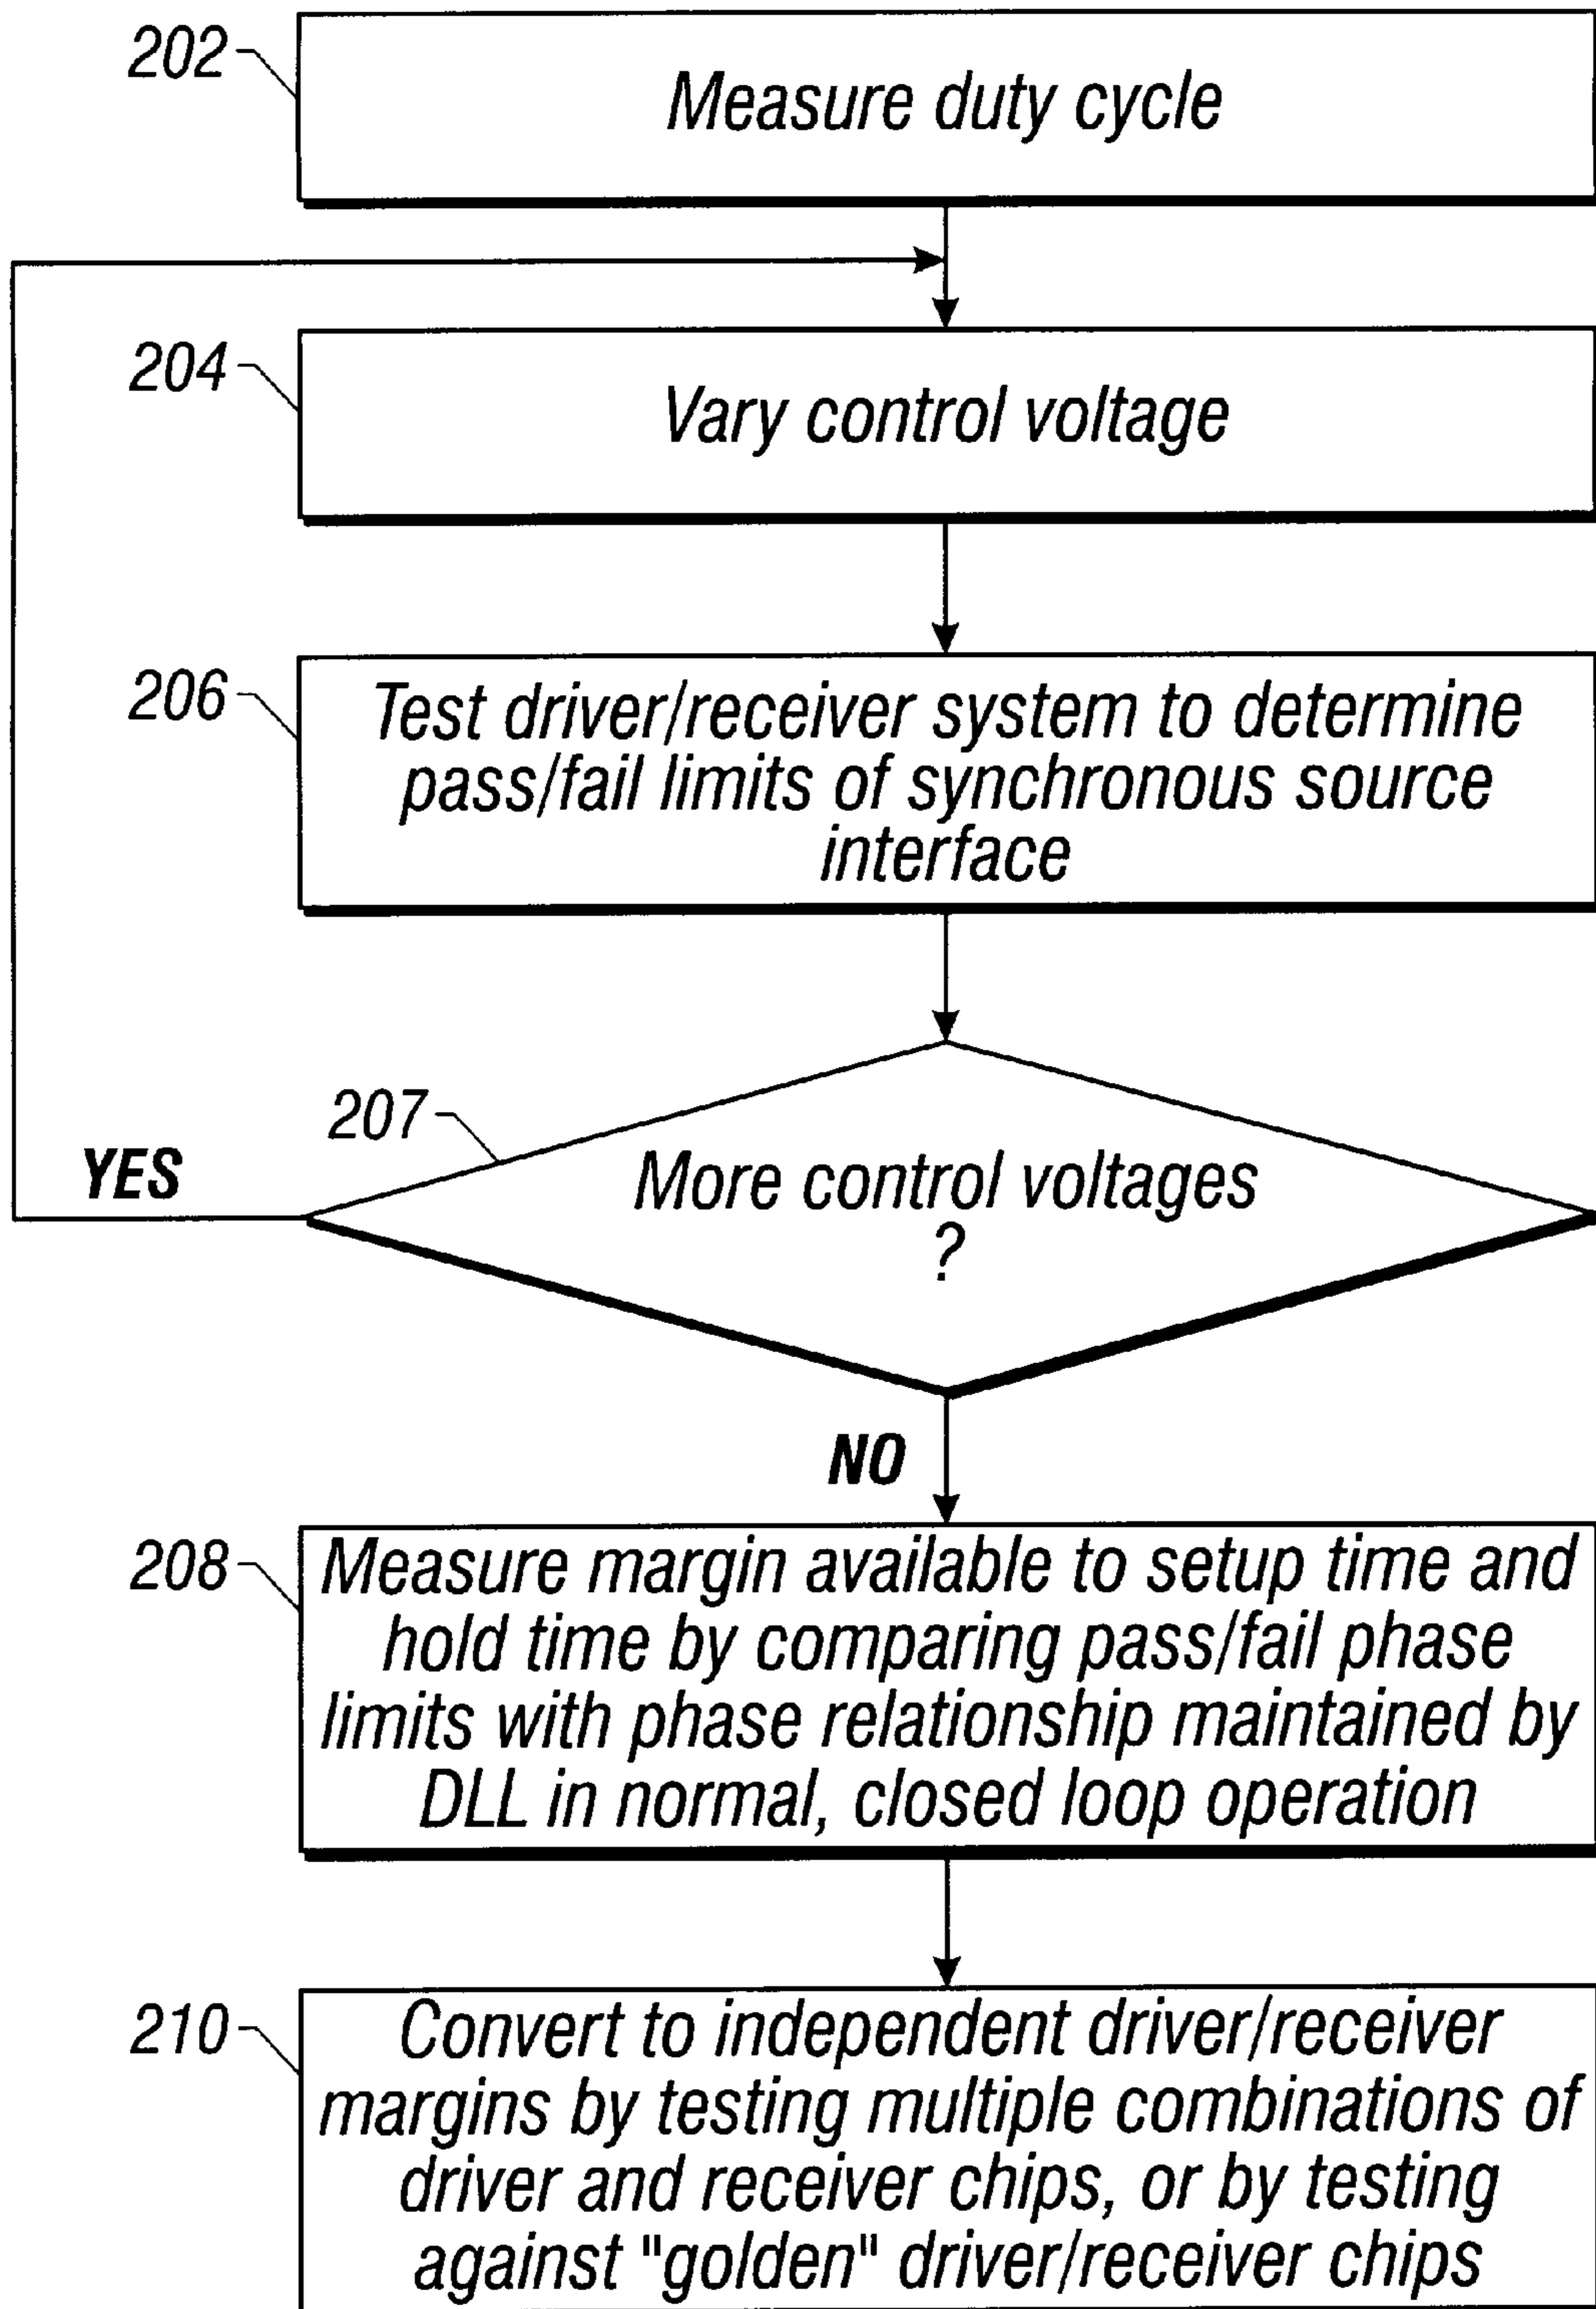 202
Measure duty cycle
204
Vary control voltage
206
Test driver/receiver system to determine
pass/fail limits of synchronous source
interface
207
YES
More control voltages
?
NO
208
Measure margin available to setup time and
hold time by comparing pass/fail phase
limits with phase relationship maintained by
DLL in normal, closed loop operation
210
Convert to independent driver/receiver
margins by testing multiple combinations of
driver and receiver chips, or by testing
against "golden" driver/receiver chips